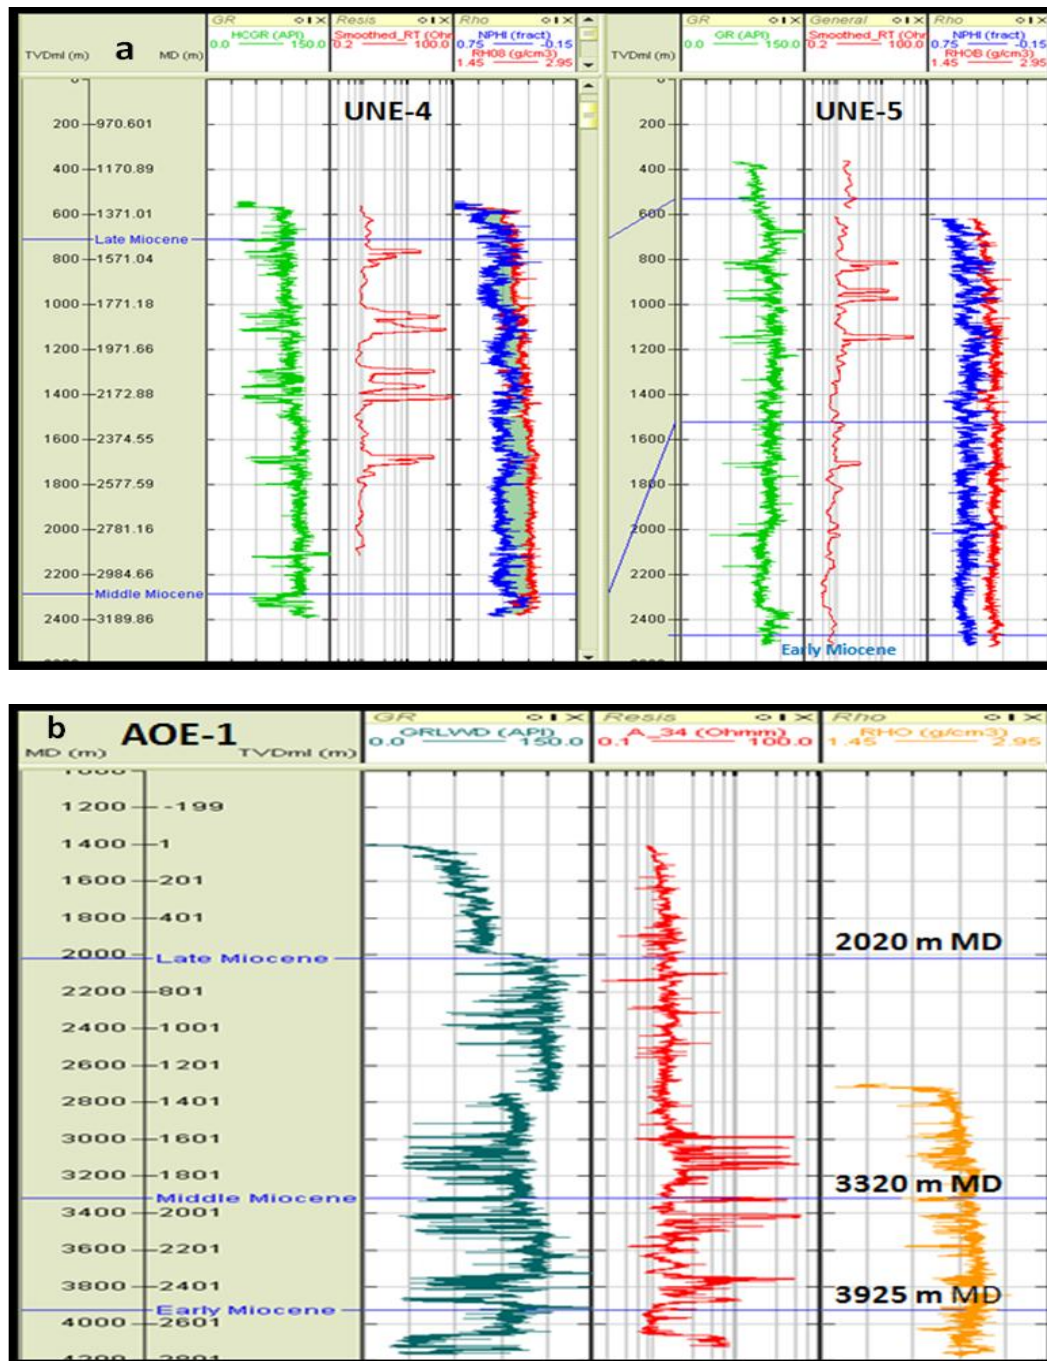 GR Resis Rho GR General Rho
a HCGR (API) Smoothed_RT (Ohr NPHI (fract) GR (API) Smoothed_RT (Ohr NPHI (fract)
0.0 150.0 0.2 100.0 0.75 -0.15 0.0 150.0 0.2 100.0 0.75 -0.15
RHO8 (g/cm3) RHOB (g/cm3)
TVDml (m) MD (m) 1.45 2.95 TVDml (m) 1.45 2.95
UNE-4 UNE-5
200 970.601 200
400 1170.89 400
600 1371.01 600
Late Miocene
800 1571.04 800
1000 1771.18 1000
1200 1971.66 1200
1400 2172.88 1400
1600 2374.55 1600
1800 2577.59 1800
2000 2781.16 2000
2200 2984.66 2200
Middle Miocene
2400 3189.86 2400
Early Miocene
b AOE-1 GR Resis Rho
GRLWD (API) A_34 (Ohmm) RHO (g/cm3)
MD (m) TVDml (m) 0.0 150.0 0.1 100.0 1.45 2.95
1200 -199
1400 1
1600 201
1800 401
2000 2020 m MD
Late Miocene
2200 801
2400 1001
2600 1201
2800 1401
3000 1601
3200 1801
Middle Miocene 3320 m MD
3400 2001
3600 2201
3800 2401
Early Miocene 3925 m MD
4000 2601